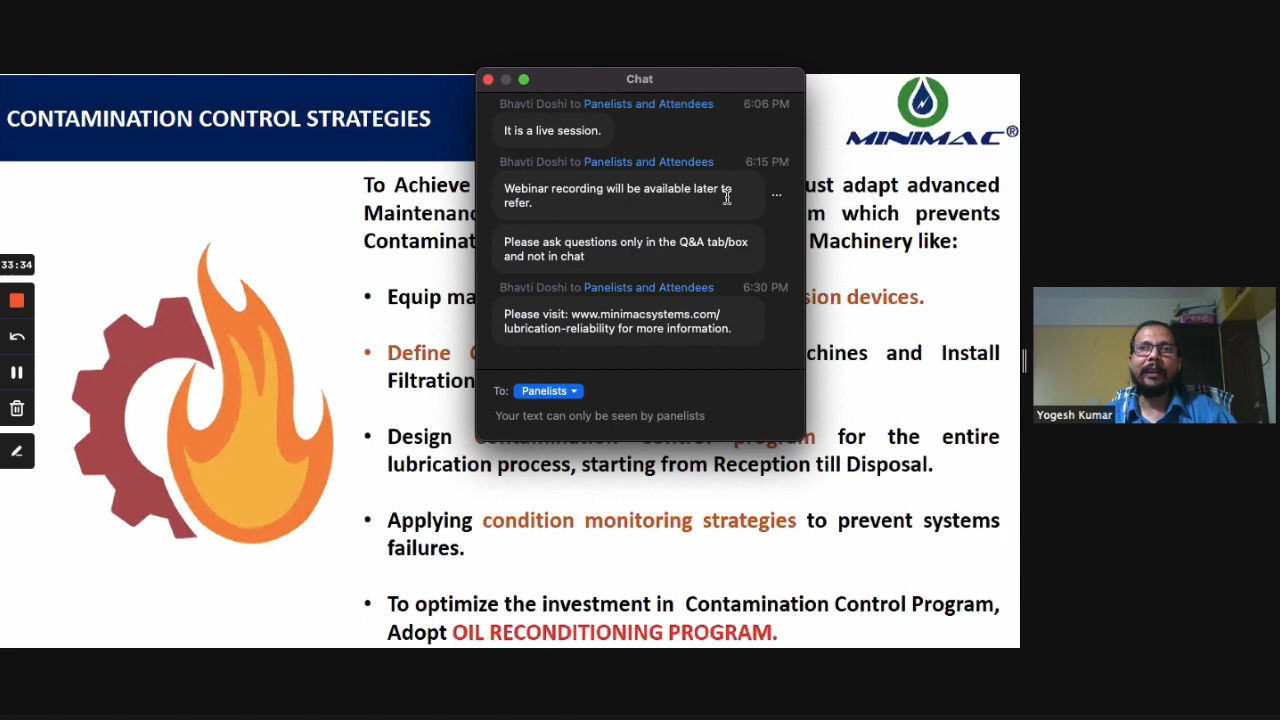 Chat
CONTAMINATION CONTROL STRATEGIES
MINIMAC®
Bhavti Doshi to Panelists and Attendees 6:06 PM
It is a live session.
Bhavti Doshi to Panelists and Attendees 6:15 PM
Webinar recording will be available later to
refer.
...
Please ask questions only in the Q&A tab/box
and not in chat
Bhavti Doshi to Panelists and Attendees 6:30 PM
Please visit: www.minimacsystems.com/
lubrication-reliability for more information.
To: Panelists
Your text can only be seen by panelists
To Achieve ust adapt advanced
which prevents
Machinery like:
• Equip devices.
• Define and Install
Filtration
• Design contamination control program for the entire
lubrication process, starting from Reception till Disposal.
• Applying condition monitoring strategies to prevent systems
failures.
• To optimize the investment in Contamination Control Program,
Adopt OIL RECONDITIONING PROGRAM.
33:34
Yogesh Kumar